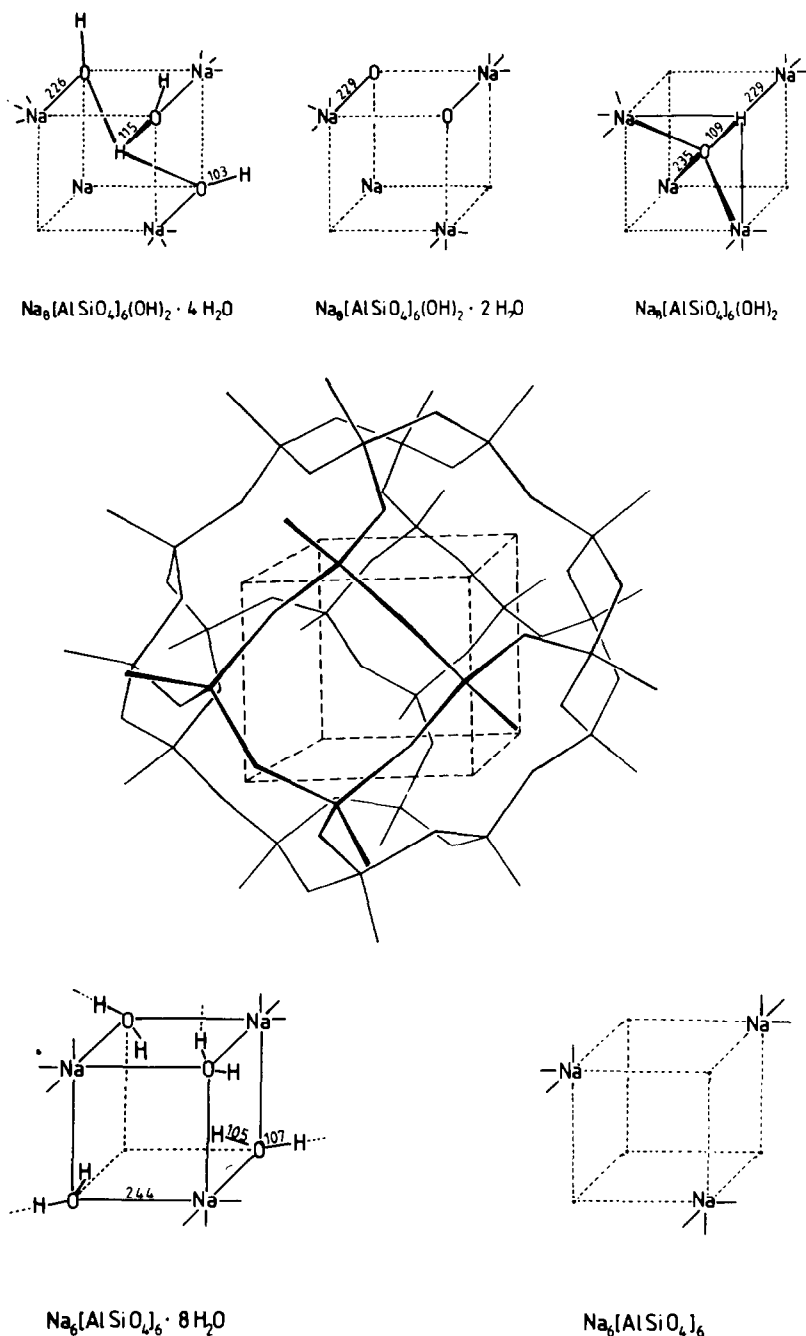 H
226 O H Na
Na 115 O
H
Na O 103 H
Na
229 O Na
Na O
Na
Na
Na
229
Na H
O 109
235
Na
Na
Na₈[AlSiO₄]₆(OH)₂ · 4 H₂O
Na₈[AlSiO₄]₆(OH)₂ · 2 H₂O
Na₈[AlSiO₄]₆(OH)₂
H O H Na
H
Na O H
H 105 O 107 H
H
H O 244 Na
Na
Na
Na
Na₆[AlSiO₄]₆ · 8 H₂O
Na₆[AlSiO₄]₆